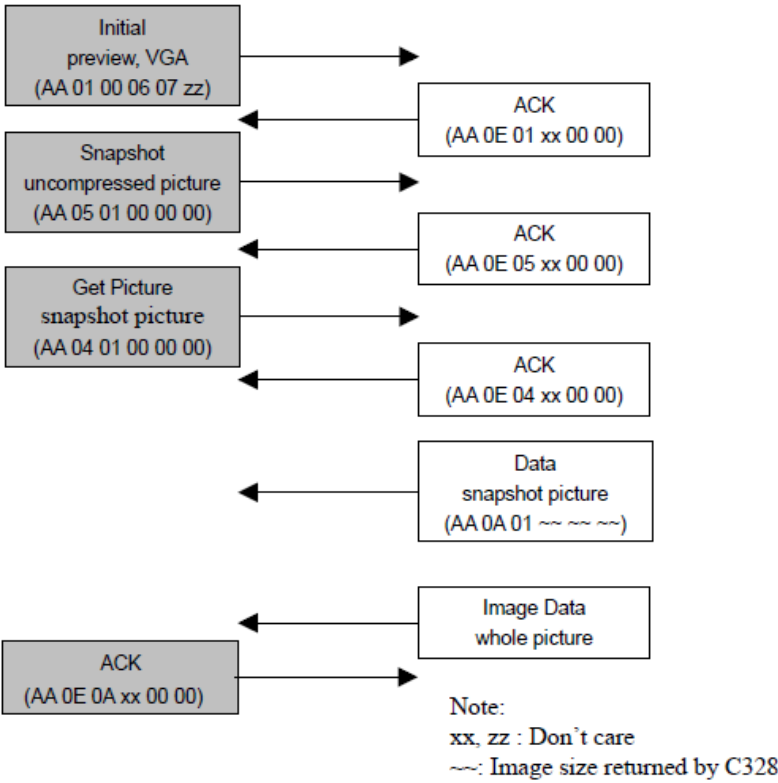 Initial
preview, VGA
(AA 01 00 06 07 zz)
ACK
(AA 0E 01 xx 00 00)
Snapshot
uncompressed picture
(AA 05 01 00 00 00)
ACK
(AA 0E 05 xx 00 00)
Get Picture
snapshot picture
(AA 04 01 00 00 00)
ACK
(AA 0E 04 xx 00 00)
Data
snapshot picture
(AA 0A 01 ~~ ~~ ~~)
Image Data
whole picture
ACK
(AA 0E 0A xx 00 00)
Note:
xx, zz : Don't care
~~: Image size returned by C328